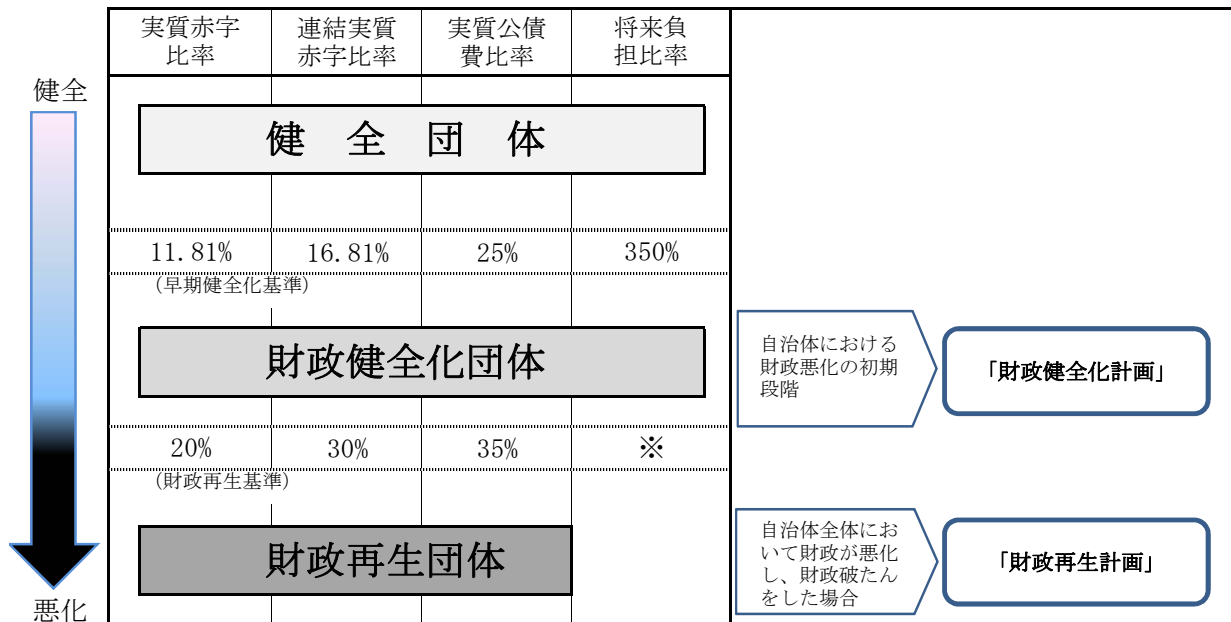 実質赤字
比率
連結実質
赤字比率
実質公債
費比率
将来負
担比率
健全
健　全　団　体
11.81%
16.81%
25%
350%
(早期健全化基準)
財政健全化団体
自治体における
財政悪化の初期
段階
「財政健全化計画」
20%
30%
35%
※
(財政再生基準)
財政再生団体
自治体全体にお
いて財政が悪化
し、財政破たん
をした場合
「財政再生計画」
悪化